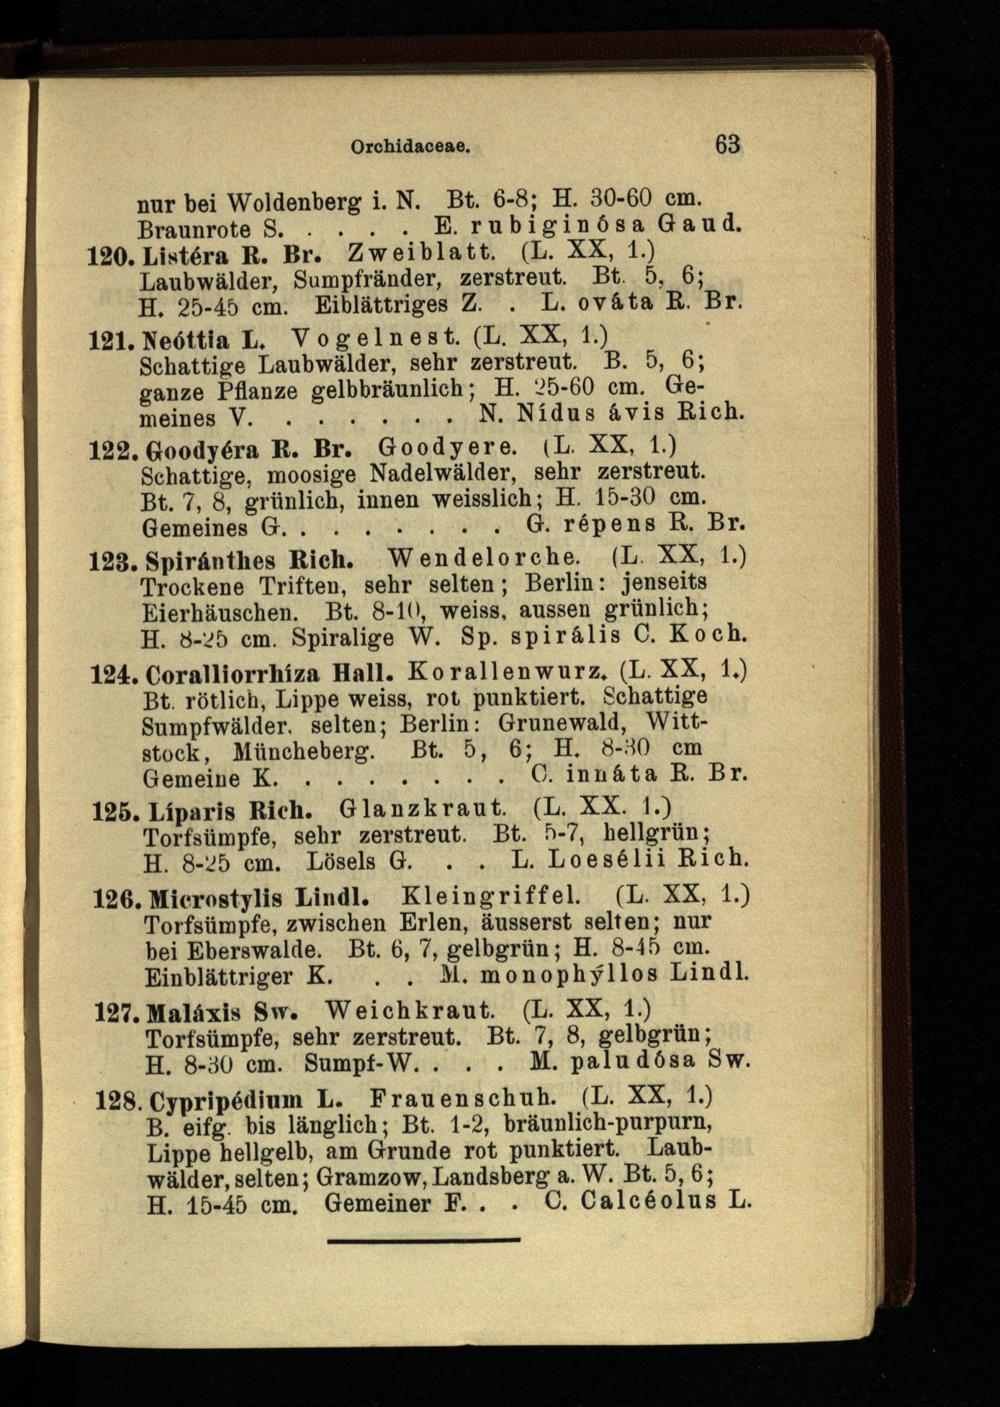 Orchidaceae. 63
nur bei Woldenberg i. N. Bt. 6-8; H. 30-60 cm.
Braunrote S. . . . . . E. rubiginósa Gaud.
120. Listéra R. Br. Zweiblatt. (L. XX, 1.)
Laubwälder, Sumpfränder, zerstreut. Bt. 5, 6;
H. 25-45 cm. Eiblättriges Z. . L. ováta R. Br.
121. Neóttia L. Vogelnest. (L. XX, 1.)
Schattige Laubwälder, sehr zerstreut. B. 5, 6;
ganze Pflanze gelbbräunlich; H. 25-60 cm. Ge-
meines V. . . . . . . . N. Nídus ávis Rich.
122. Goodyéra R. Br. Goodyere. (L. XX, 1.)
Schattige, moosige Nadelwälder, sehr zerstreut.
Bt. 7, 8, grünlich, innen weisslich; H. 15-30 cm.
Gemeines G. . . . . . . . G. répens R. Br.
123. Spiránthes Rich. Wendelorche. (L. XX, 1.)
Trockene Triften, sehr selten; Berlin: jenseits
Eierhäuschen. Bt. 8-10, weiss, aussen grünlich;
H. 8-25 cm. Spiralige W. Sp. spirális C. Koch.
124. Coralliorrhíza Hall. Korallenwurz. (L. XX, 1.)
Bt. rötlich, Lippe weiss, rot punktiert. Schattige
Sumpfwälder, selten; Berlin: Grunewald, Witt-
stock, Müncheberg. Bt. 5, 6; H. 8-30 cm
Gemeine K. . . . . . . . C. innáta R. Br.
125. Líparis Rich. Glanzkraut. (L. XX. 1.)
Torfsümpfe, sehr zerstreut. Bt. 5-7, hellgrün;
H. 8-25 cm. Lösels G. . . L. Loesélii Rich.
126. Microstylis Lindl. Kleingriffel. (L. XX, 1.)
Torfsümpfe, zwischen Erlen, äusserst selten; nur
bei Eberswalde. Bt. 6, 7, gelbgrün; H. 8-45 cm.
Einblättriger K. . . M. monophýllos Lindl.
127. Maláxis Sw. Weichkraut. (L. XX, 1.)
Torfsümpfe, sehr zerstreut. Bt. 7, 8, gelbgrün;
H. 8-30 cm. Sumpf-W. . . . M. paludósa Sw.
128. Cypripédium L. Frauenschuh. (L. XX, 1.)
B. eifg. bis länglich; Bt. 1-2, bräunlich-purpurn,
Lippe hellgelb, am Grunde rot punktiert. Laub-
wälder, selten; Gramzow, Landsberg a. W. Bt. 5, 6;
H. 15-45 cm. Gemeiner F. . . C. Calcéolus L.